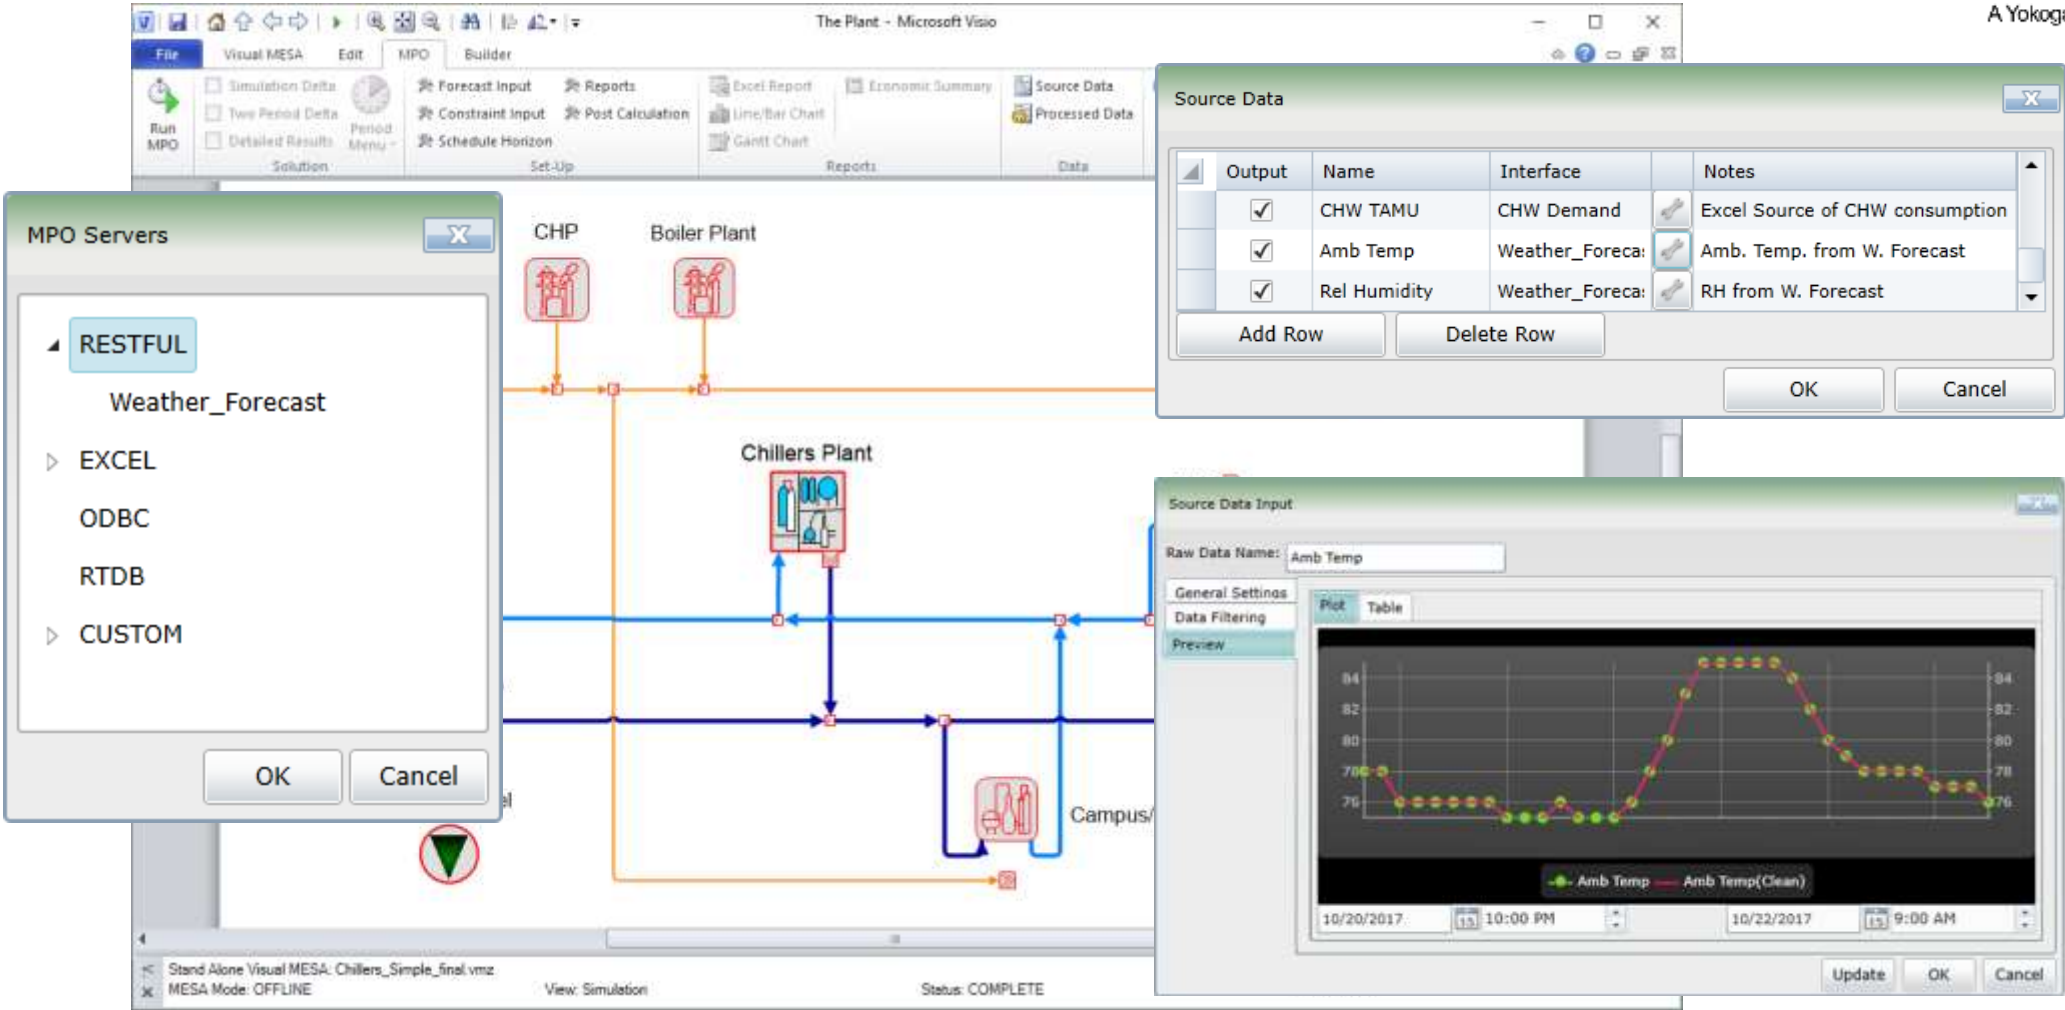 The Plant - Microsoft Visio
A Yokoga
File Visual MESA Edit MPO Builder
Run MPO
Simulation Delta
Two Period Delta
Detailed Results
Period Menu
Solution
Forecast Input
Constraint Input
Schedule Horizon
Reports
Post Calculation
Set-Up
Excel Report
Line/Bar Chart
Gantt Chart
Economic Summary
Reports
Source Data
Processed Data
Data
MPO Servers
RESTFUL
Weather_Forecast
EXCEL
ODBC
RTDB
CUSTOM
OK Cancel
CHP
Boiler Plant
Chillers Plant
Campus/
Source Data
Output Name Interface Notes
CHW TAMU CHW Demand Excel Source of CHW consumption
Amb Temp Weather_Foreca: Amb. Temp. from W. Forecast
Rel Humidity Weather_Foreca: RH from W. Forecast
Add Row Delete Row
OK Cancel
Source Data Input
Raw Data Name: Amb Temp
General Settings
Data Filtering
Preview
Plot Table
84 84
82 82
80 80
78 78
76 76
Amb Temp Amb Temp(Clean)
10/20/2017 15 10:00 PM 10/22/2017 15 9:00 AM
Update OK Cancel
Stand Alone Visual MESA: Chillers_Simple_final.vmz
MESA Mode: OFFLINE View: Simulation Status: COMPLETE